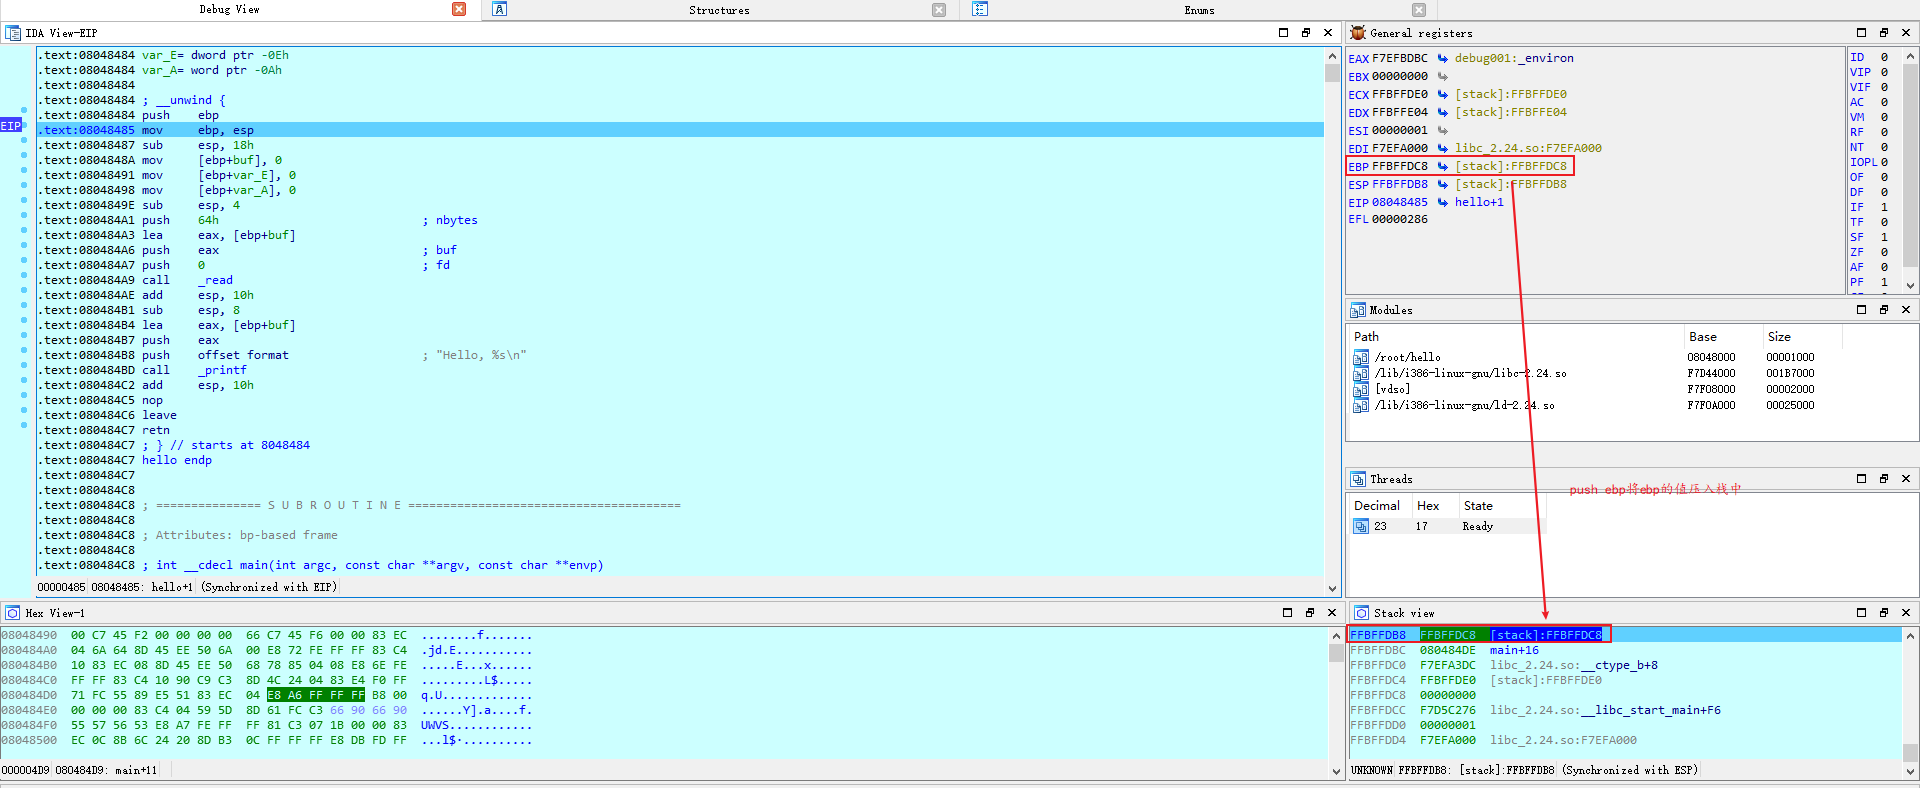 Debug View
Structures
Enums
IDA View-EIP
.text:08048484 var_E= dword ptr -0Eh
.text:08048484 var_A= word ptr -0Ah
.text:08048484
.text:08048484 ; __unwind {
.text:08048484 push    ebp
EIP .text:08048485 mov     ebp, esp
.text:08048487 sub     esp, 18h
.text:0804848A mov     [ebp+buf], 0
.text:08048491 mov     [ebp+var_E], 0
.text:08048498 mov     [ebp+var_A], 0
.text:0804849E sub     esp, 4
.text:080484A1 push    64h                             ; nbytes
.text:080484A3 lea     eax, [ebp+buf]
.text:080484A6 push    eax                             ; buf
.text:080484A7 push    0                               ; fd
.text:080484A9 call    _read
.text:080484AE add     esp, 10h
.text:080484B1 sub     esp, 8
.text:080484B4 lea     eax, [ebp+buf]
.text:080484B7 push    eax
.text:080484B8 push    offset format                   ; "Hello, %s\n"
.text:080484BD call    _printf
.text:080484C2 add     esp, 10h
.text:080484C5 nop
.text:080484C6 leave
.text:080484C7 retn
.text:080484C7 ; } // starts at 8048484
.text:080484C7 hello endp
.text:080484C7
.text:080484C8
.text:080484C8 ; =============== S U B R O U T I N E =======================================
.text:080484C8
.text:080484C8 ; Attributes: bp-based frame
.text:080484C8
.text:080484C8 ; int __cdecl main(int argc, const char **argv, const char **envp)
00000485 08048485: hello+1 (Synchronized with EIP)
General registers
EAX F7EFBDBC debug001:_environ
EBX 00000000
ECX FFBFFDE0 [stack]:FFBFFDE0
EDX FFBFFE04 [stack]:FFBFFE04
ESI 00000001
EDI F7EFA000 libc_2.24.so:F7EFA000
EBP FFBFFDC8 [stack]:FFBFFDC8
ESP FFBFFDB8 [stack]:FFBFFDB8
EIP 08048485 hello+1
EFL 00000286
ID 0
VIP 0
VIF 0
AC 0
VM 0
RF 0
NT 0
IOPL 0
OF 0
DF 0
IF 1
TF 0
SF 1
ZF 0
AF 0
PF 1
Modules
Path Base Size
/root/hello 08048000 00001000
/lib/i386-linux-gnu/libc-2.24.so F7D44000 001B7000
[vdso] F7F08000 00002000
/lib/i386-linux-gnu/ld-2.24.so F7F0A000 00025000
Threads
Decimal Hex State
23 17 Ready
push ebp将ebp的值压入栈中
Hex View-1
08048490 00 C7 45 F2 00 00 00 00 66 C7 45 F6 00 00 83 EC ........f.......
080484A0 04 6A 64 8D 45 EE 50 6A 00 E8 72 FE FF FF 83 C4 .jd.E...........
080484B0 10 83 EC 08 8D 45 EE 50 68 78 85 04 08 E8 6E FE .....E...x......
080484C0 FF FF 83 C4 10 90 C9 C3 8D 4C 24 04 83 E4 F0 FF .........L$.....
080484D0 71 FC 55 89 E5 51 83 EC 04 E8 A6 FF FF FF B8 00 q.U.............
080484E0 00 00 00 83 C4 04 59 5D 8D 61 FC C3 66 90 66 90 ......Y].a....f.
080484F0 55 57 56 53 E8 A7 FE FF FF 81 C3 07 1B 00 00 83 UWVS............
08048500 EC 0C 8B 6C 24 20 8D B3 0C FF FF FF E8 DB FD FF ...l$·..........
000004D9 080484D9: main+11
Stack view
FFBFFDB8 FFBFFDC8 [stack]:FFBFFDC8
FFBFFDBC 080484DE main+16
FFBFFDC0 F7EFA3DC libc_2.24.so:__ctype_b+8
FFBFFDC4 FFBFFDE0 [stack]:FFBFFDE0
FFBFFDC8 00000000
FFBFFDCC F7D5C276 libc_2.24.so:__libc_start_main+F6
FFBFFDD0 00000001
FFBFFDD4 F7EFA000 libc_2.24.so:F7EFA000
UNKNOWN FFBFFDB8: [stack]:FFBFFDB8 (Synchronized with ESP)